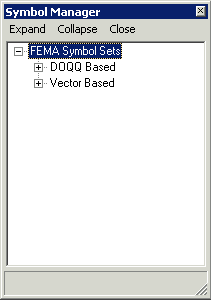 Symbol Manager
Expand Collapse Close
FEMA Symbol Sets
DOQQ Based
Vector Based